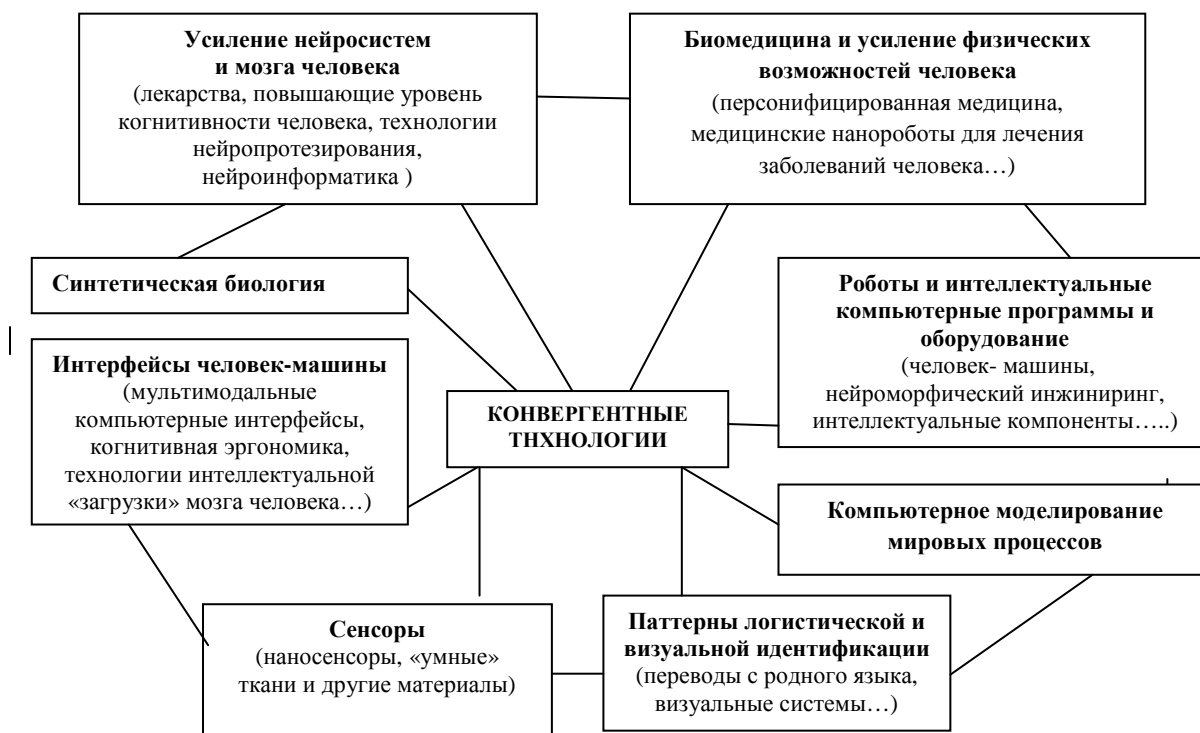 Усиление нейросистем
и мозга человека
(лекарства, повышающие уровень
когнитивности человека, технологии
нейропротезирования,
нейроинформатика )
Биомедицина и усиление физических
возможностей человека
(персонифицированная медицина,
медицинские нанороботы для лечения
заболеваний человека…)
Синтетическая биология
Роботы и интеллектуальные
компьютерные программы и
оборудование
(человек- машины,
нейроморфический инжиниринг,
интеллектуальные компоненты…..)
Интерфейсы человек-машины
(мультимодальные
компьютерные интерфейсы,
когнитивная эргономика,
технологии интеллектуальной
«загрузки» мозга человека…)
КОНВЕРГЕНТНЫЕ
ТНХНОЛОГИИ
Компьютерное моделирование
мировых процессов
Сенсоры
(наносенсоры, «умные»
ткани и другие материалы)
Паттерны логистической и
визуальной идентификации
(переводы с родного языка,
визуальные системы…)